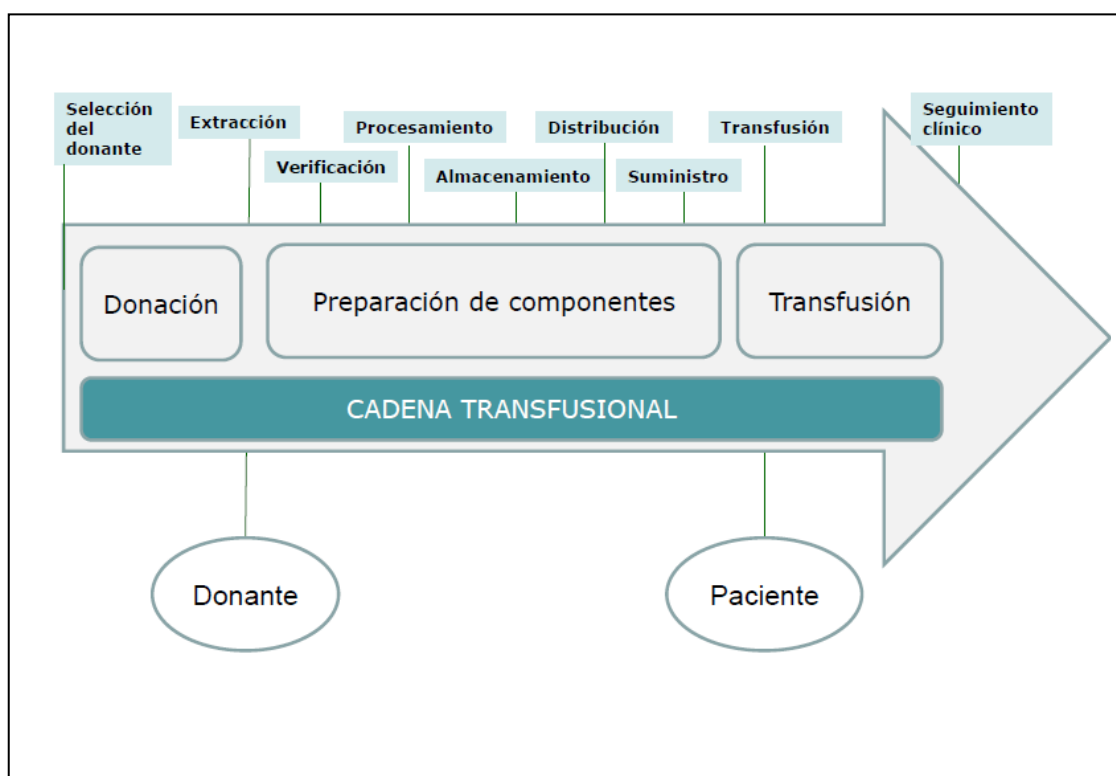 Selección
del
donante
Extracción
Verificación
Procesamiento
Almacenamiento
Distribución
Suministro
Transfusión
Seguimiento
clínico
Donación
Preparación de componentes
Transfusión
CADENA TRANSFUSIONAL
Donante
Paciente